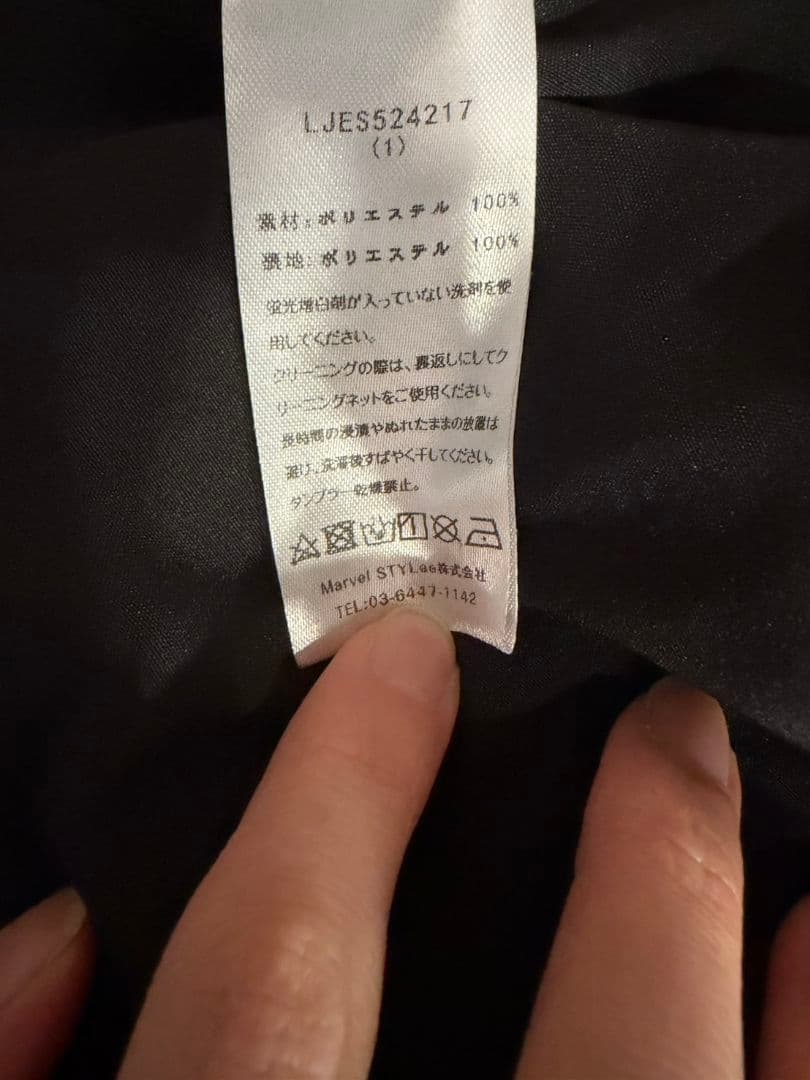 LJES524217
(1)
素材:ポリエステル 100%
裏地:ポリエステル 100%
蛍光増白剤が入っていない洗剤を使
用してください。
クリーニングの際は、裏返しにしてク
リーニングネットをご使用ください。
長時間の浸漬やぬれたままの放置は
避け、洗濯後すばやく干してください。
タンブラー乾燥禁止。
Marvel STYLee株式会社
TEL:03-6447-1142